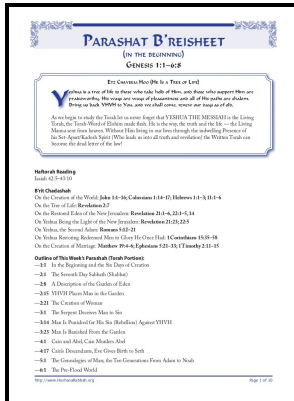 PARASHAT B'REISHEET
(IN THE BEGINNING)
GENESIS 1:1–6:8
ETZ CHAYEEM HOO (HE IS A TREE OF LIFE)
Yeshua is a tree of life to those who take hold of Him, and those who support Him are
praiseworthy. His ways are ways of pleasantness and all of His paths are shalom.
Bring us back YHVH to You, and we shall come, renew our days as of old.
As we begin to study the Torah let us never forget that YESHUA THE MESSIAH is the Living
Torah, the Torah-Word of Elohim made flesh. He is the way, the truth and the life — the Living
Manna sent from heaven. Without Him living in our lives through the indwelling Presence of
his Set-Apart/Kadosh Spirit (Who leads us into all truth and revelation) the Written Torah can
become the dead letter of the law!
Haftorah Reading
Isaiah 42:5–43:10
B'rit Chadashah
On the Creation of the World: John 1:1–16; Colossians 1:14–17; Hebrews 1:1–3; 11:1–6
On the Tree of Life: Revelation 2:7
On the Restored Eden of the New Jerusalem: Revelation 21:1–6, 22:1–5, 14
On Yeshua Being the Light of the New Jerusalem: Revelation 21:23; 22:5
On Yeshua, the Second Adam: Romans 5:12–21
On Yeshua Restoring Redeemed Men to Glory He Once Had: 1 Corinthians 15:35–58
On the Creation of Marriage: Matthew 19:4–6; Ephesians 5:21–33; 1 Timothy 2:11–15
Outline of This Week's Parashah (Torah Portion):
—2:1 In the Beginning and the Six Days of Creation
—2:1 The Seventh Day Sabbath (Shabbat)
—2:8 A Description of the Garden of Eden
—2:15 YHVH Places Man in the Garden
—2:21 The Creation of Woman
—3:1 The Serpent Deceives Man to Sin
—3:14 Man Is Punished for His Sin (Rebellion) Against YHVH
—3:23 Man Is Banished From the Garden
—4:1 Cain and Abel, Cain Murders Abel
—4:17 Cain's Descendants, Eve Gives Birth to Seth
—5:1 The Genealogies of Man; the Ten Generations From Adam to Noah
—6:1 The Pre-Flood World
Page 1 of 10